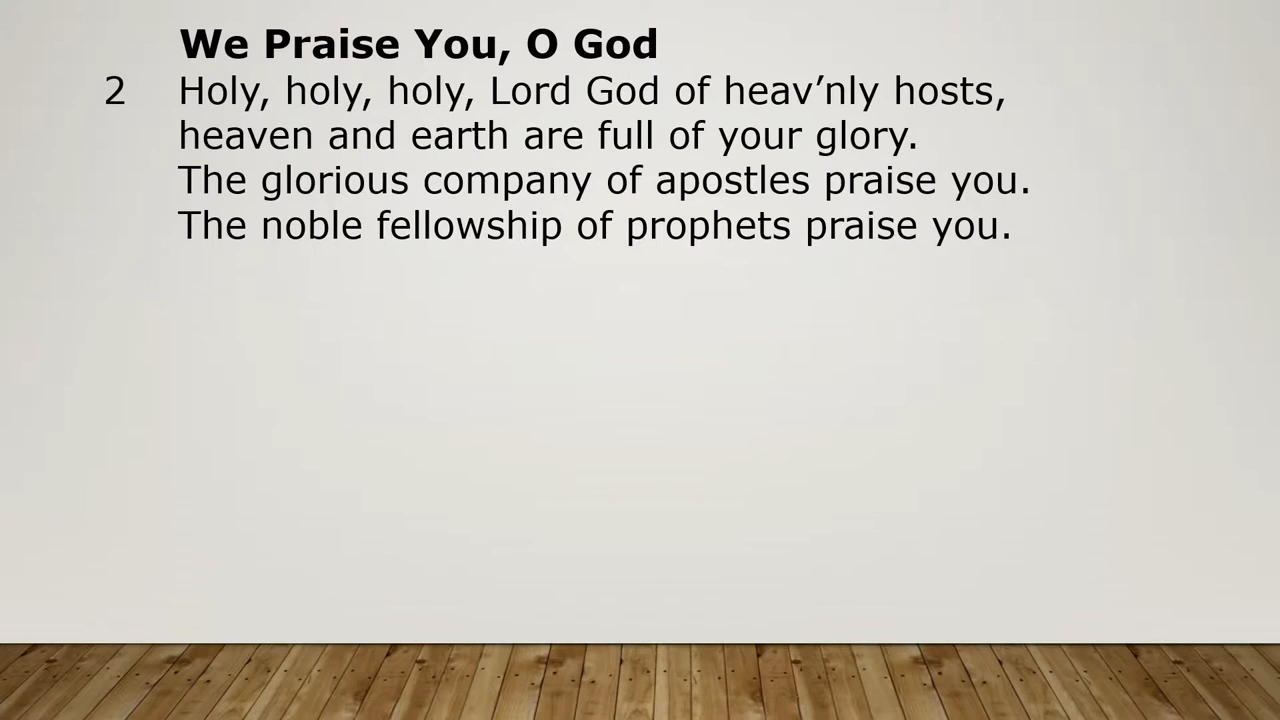 We Praise You, O God
2 Holy, holy, holy, Lord God of heav’nly hosts,
heaven and earth are full of your glory.
The glorious company of apostles praise you.
The noble fellowship of prophets praise you.